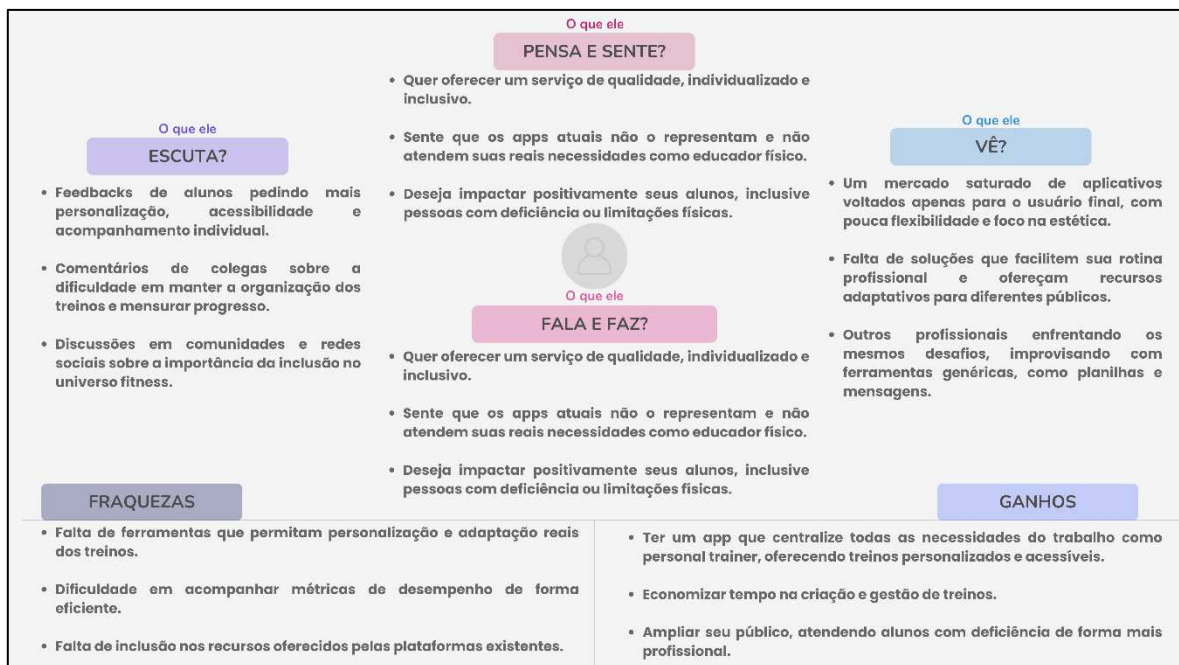 O que ele
PENSA E SENTE?
• Quer oferecer um serviço de qualidade, individualizado e
inclusivo.
• Sente que os apps atuais não o representam e não
atendem suas reais necessidades como educador físico.
• Deseja impactar positivamente seus alunos, inclusive
pessoas com deficiência ou limitações físicas.
O que ele
ESCUTA?
• Feedbacks de alunos pedindo mais
personalização, acessibilidade e
acompanhamento individual.
• Comentários de colegas sobre a
dificuldade em manter a organização dos
treinos e mensurar progresso.
• Discussões em comunidades e redes
sociais sobre a importância da inclusão no
universo fitness.
O que ele
VÊ?
• Um mercado saturado de aplicativos
voltados apenas para o usuário final, com
pouca flexibilidade e foco na estética.
• Falta de soluções que facilitem sua rotina
profissional e ofereçam recursos
adaptativos para diferentes públicos.
• Outros profissionais enfrentando os
mesmos desafios, improvisando com
ferramentas genéricas, como planilhas e
mensagens.
O que ele
FALA E FAZ?
• Quer oferecer um serviço de qualidade, individualizado e
inclusivo.
• Sente que os apps atuais não o representam e não
atendem suas reais necessidades como educador físico.
• Deseja impactar positivamente seus alunos, inclusive
pessoas com deficiência ou limitações físicas.
FRAQUEZAS
• Falta de ferramentas que permitam personalização e adaptação reais
dos treinos.
• Dificuldade em acompanhar métricas de desempenho de forma
eficiente.
• Falta de inclusão nos recursos oferecidos pelas plataformas existentes.
GANHOS
• Ter um app que centralize todas as necessidades do trabalho como
personal trainer, oferecendo treinos personalizados e acessíveis.
• Economizar tempo na criação e gestão de treinos.
• Ampliar seu público, atendendo alunos com deficiência de forma mais
profissional.